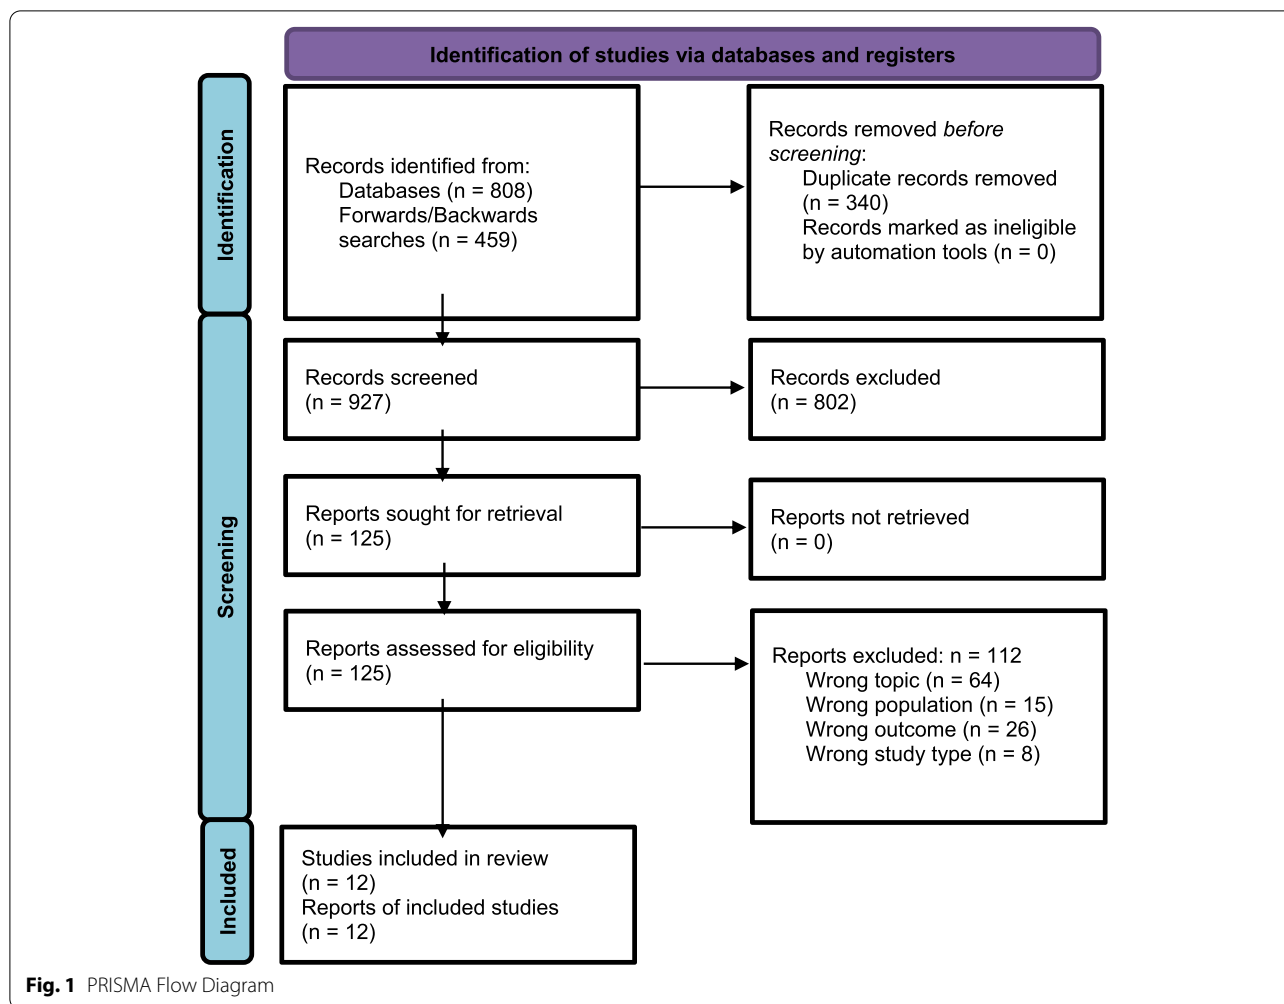 Identification of studies via databases and registers
Identification
Records identified from:
Databases (n = 808)
Forwards/Backwards
searches (n = 459)
Records removed before
screening:
Duplicate records removed
(n = 340)
Records marked as ineligible
by automation tools (n = 0)
Screening
Records screened
(n = 927)
Records excluded
(n = 802)
Reports sought for retrieval
(n = 125)
Reports not retrieved
(n = 0)
Reports assessed for eligibility
(n = 125)
Reports excluded: n = 112
Wrong topic (n = 64)
Wrong population (n = 15)
Wrong outcome (n = 26)
Wrong study type (n = 8)
Included
Studies included in review
(n = 12)
Reports of included studies
(n = 12)
Fig. 1 PRISMA Flow Diagram